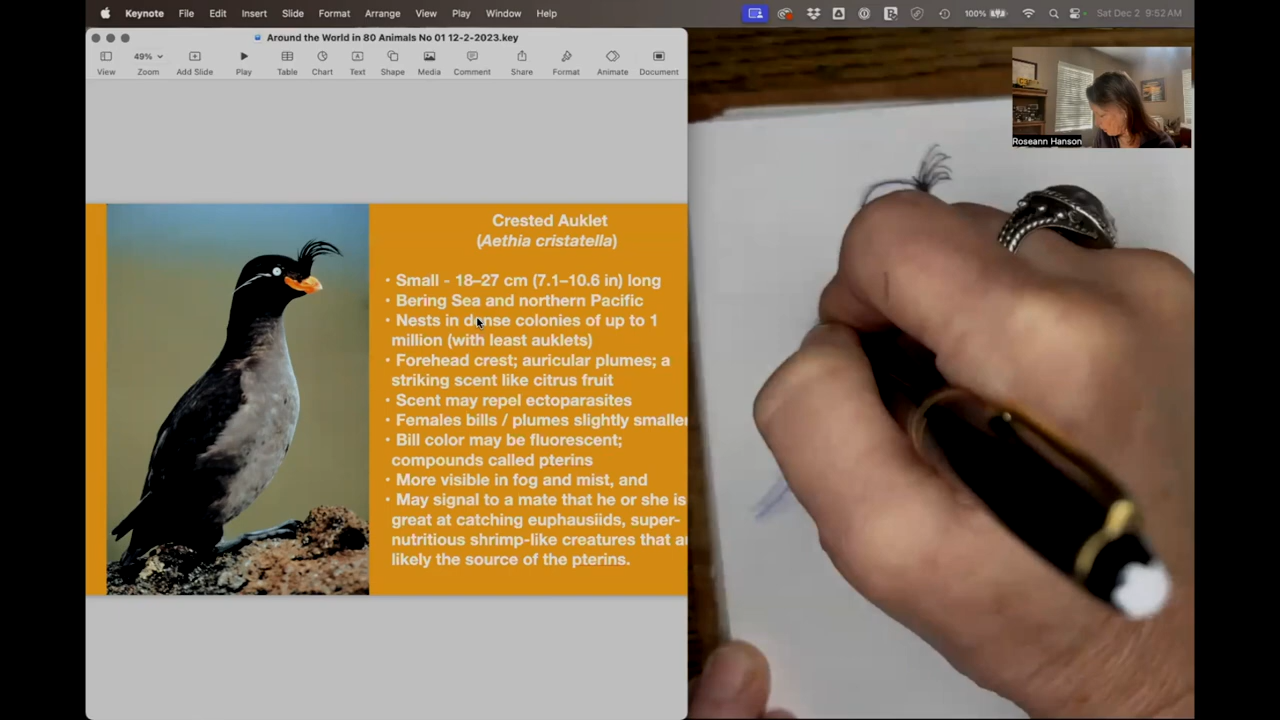 Keynote File Edit Insert Slide Format Arrange View Play Window Help 100% Sat Dec 2 9:52 AM
Around the World in 80 Animals No 01 12-2-2023.key
49%
View Zoom Add Slide Play Table Chart Text Shape Media Comment Share Format Animate Document
Roseann Hanson
Crested Auklet
(Aethia cristatella)
• Small - 18–27 cm (7.1–10.6 in) long
• Bering Sea and northern Pacific
• Nests in dense colonies of up to 1
million (with least auklets)
• Forehead crest; auricular plumes; a
striking scent like citrus fruit
• Scent may repel ectoparasites
• Females bills / plumes slightly smaller
• Bill color may be fluorescent;
compounds called pterins
• More visible in fog and mist, and
• May signal to a mate that he or she is
great at catching euphausiids, super-
nutritious shrimp-like creatures that
likely the source of the pterins.